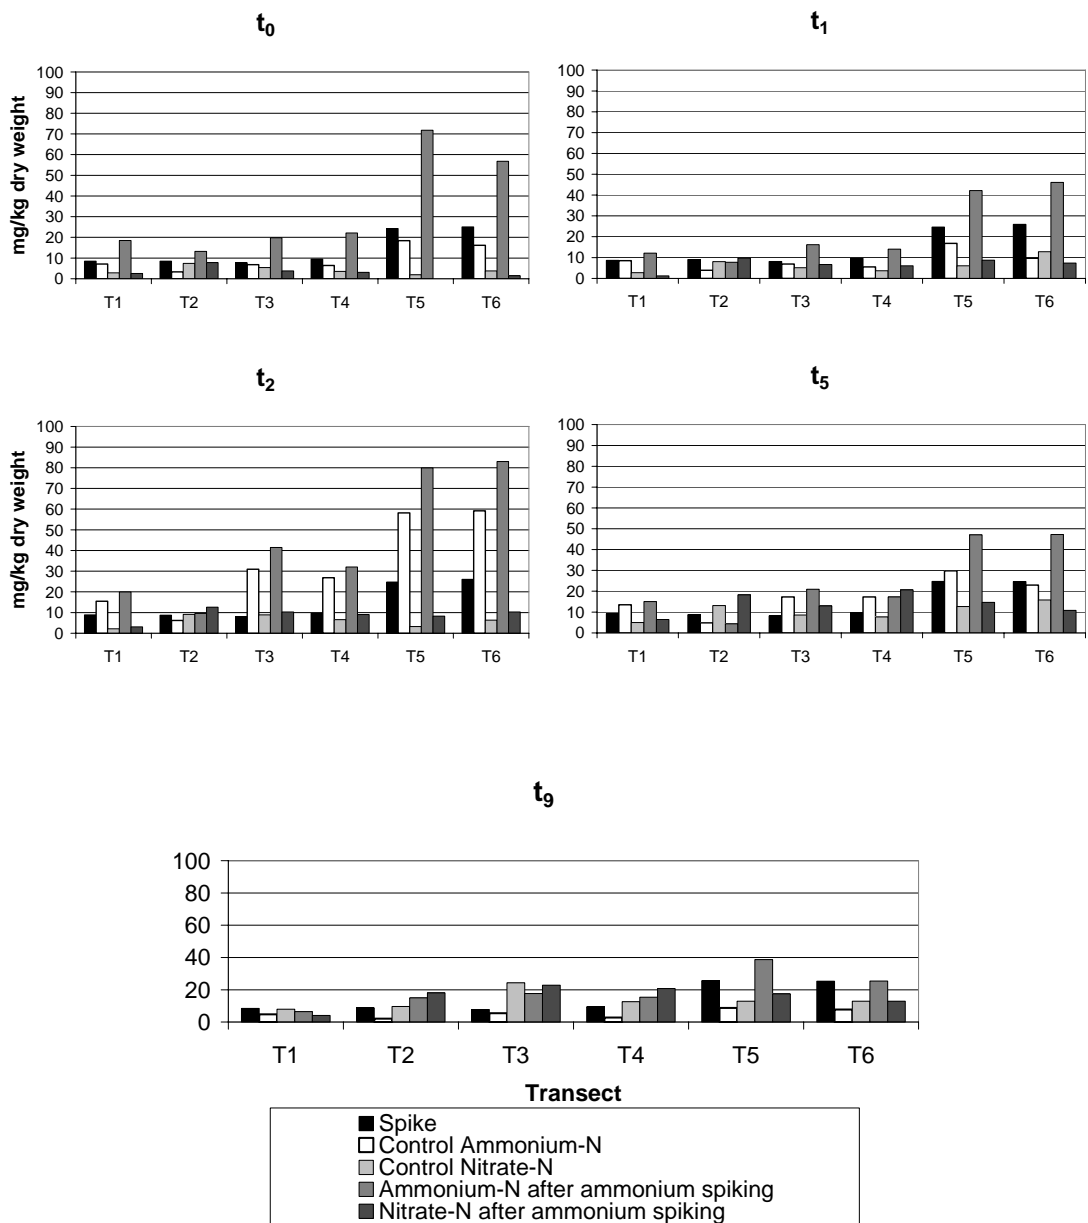 t0
t1
mg/kg dry weight
100
90
80
70
60
50
40
30
20
10
0
T1 T2 T3 T4 T5 T6
100
90
80
70
60
50
40
30
20
10
0
T1 T2 T3 T4 T5 T6
t2
t5
mg/kg dry weight
100
90
80
70
60
50
40
30
20
10
0
T1 T2 T3 T4 T5 T6
100
90
80
70
60
50
40
30
20
10
0
T1 T2 T3 T4 T5 T6
t9
100
80
60
40
20
0
T1 T2 T3 T4 T5 T6
Transect
Spike
Control Ammonium-N
Control Nitrate-N
Ammonium-N after ammonium spiking
Nitrate-N after ammonium spiking